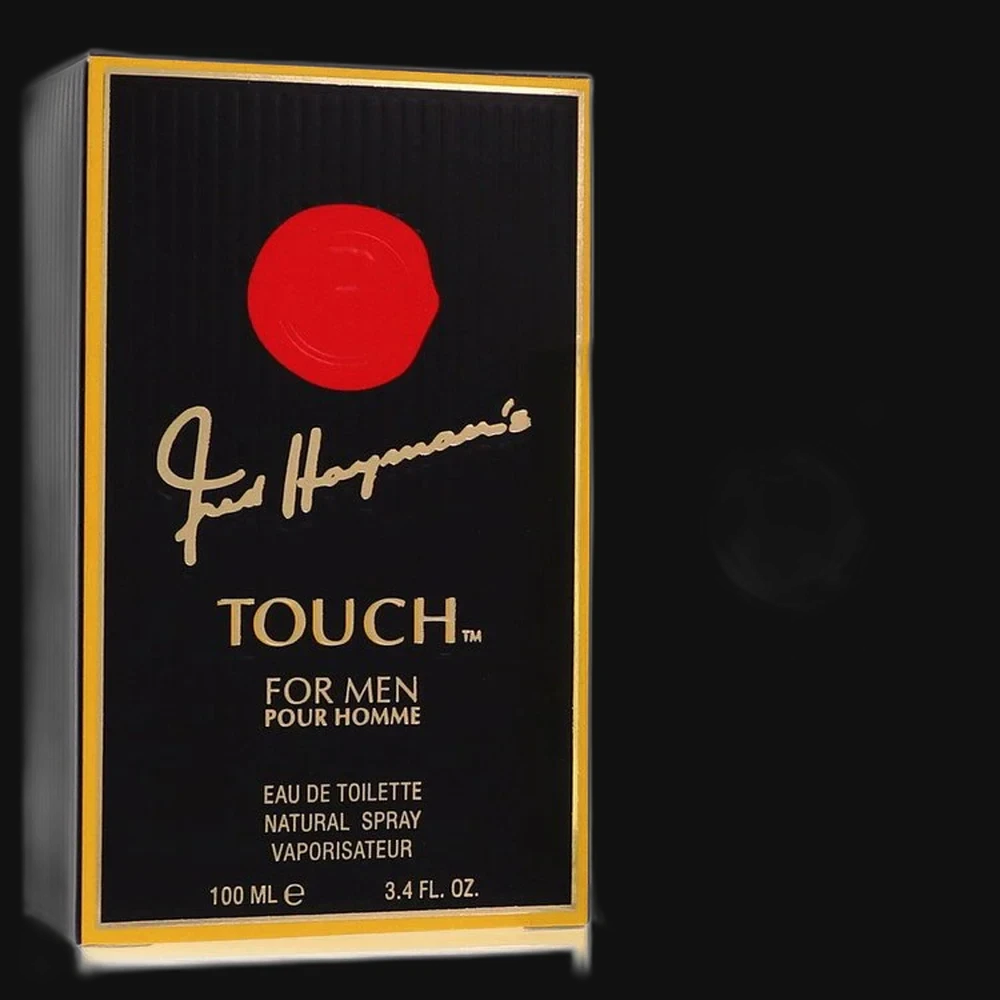 Fred Hayman's
TOUCH™
FOR MEN
POUR HOMME
EAU DE TOILETTE
NATURAL SPRAY
VAPORISATEUR
100 ML ℮ 3.4 FL. OZ.